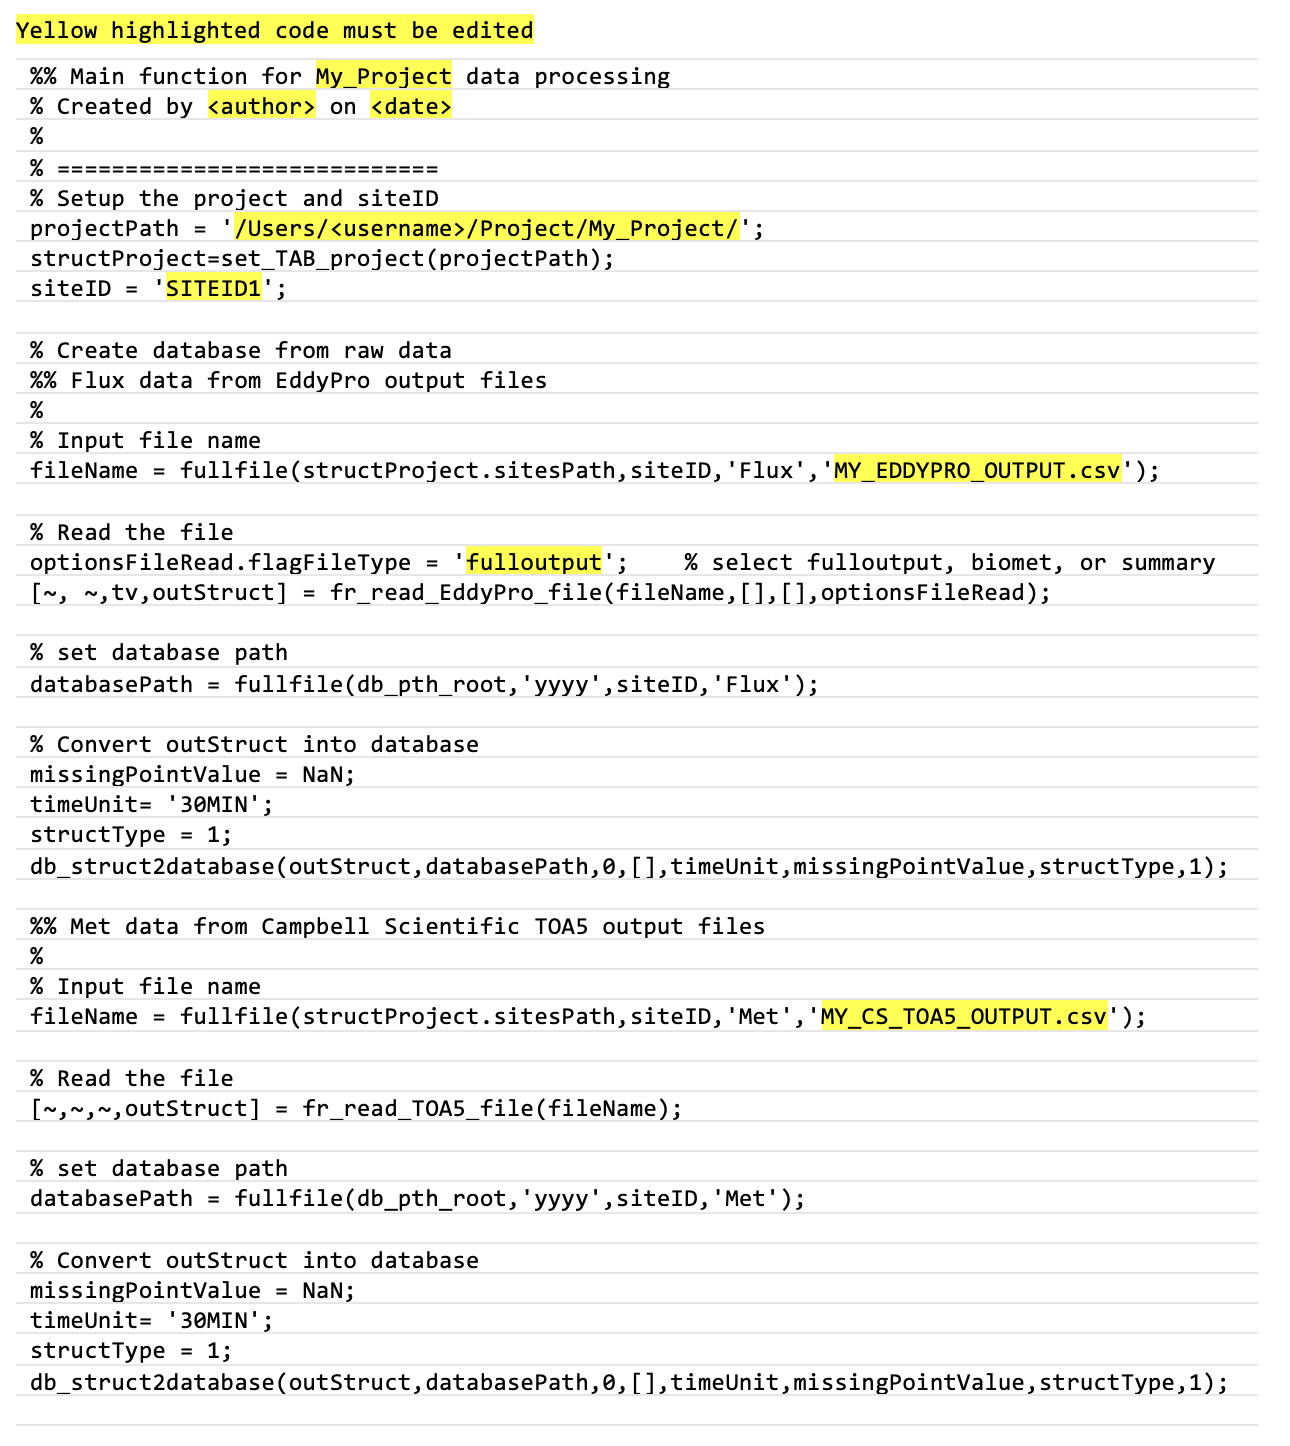 Yellow highlighted code must be edited
%% Main function for My_Project data processing
% Created by <author> on <date>
%
% ============================
% Setup the project and siteID
projectPath = '/Users/<username>/Project/My_Project/';
structProject=set_TAB_project(projectPath);
siteID = 'SITEID1';
% Create database from raw data
%% Flux data from EddyPro output files
%
% Input file name
fileName = fullfile(structProject.sitesPath,siteID,'Flux','MY_EDDYPRO_OUTPUT.csv');
% Read the file
optionsFileRead.flagFileType = 'fulloutput';    % select fulloutput, biomet, or summary
[~, ~,tv,outStruct] = fr_read_EddyPro_file(fileName,[],[],optionsFileRead);
% set database path
databasePath = fullfile(db_pth_root,'yyyy',siteID,'Flux');
% Convert outStruct into database
missingPointValue = NaN;
timeUnit= '30MIN';
structType = 1;
db_struct2database(outStruct,databasePath,0,[],timeUnit,missingPointValue,structType,1);
%% Met data from Campbell Scientific TOA5 output files
%
% Input file name
fileName = fullfile(structProject.sitesPath,siteID,'Met','MY_CS_TOA5_OUTPUT.csv');
% Read the file
[~,~,~,outStruct] = fr_read_TOA5_file(fileName);
% set database path
databasePath = fullfile(db_pth_root,'yyyy',siteID,'Met');
% Convert outStruct into database
missingPointValue = NaN;
timeUnit= '30MIN';
structType = 1;
db_struct2database(outStruct,databasePath,0,[],timeUnit,missingPointValue,structType,1);